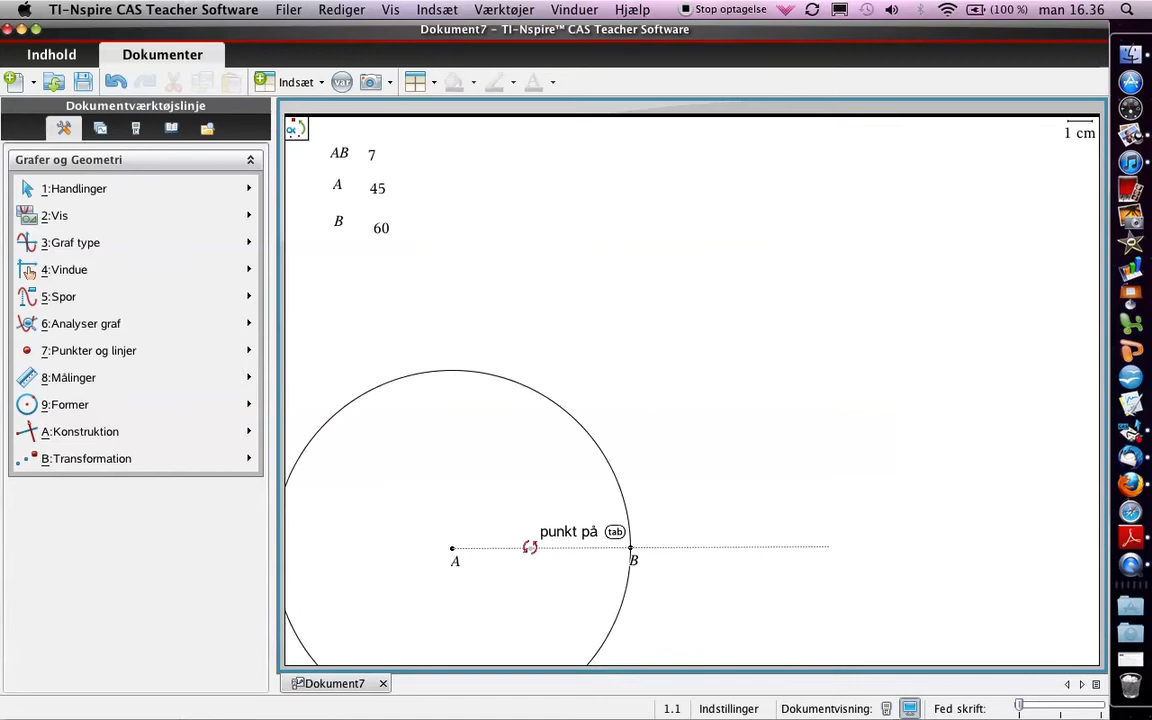 TI-Nspire CAS Teacher Software Filer Rediger Vis Indsæt Værktøjer Vinduer Hjælp Stop optagelse (100 %) man 16.36
Dokument7 - TI-Nspire™ CAS Teacher Software
Indhold Dokumenter
Indsæt var A
Dokumentværktøjslinje
Grafer og Geometri
1:Handlinger
2:Vis
3:Graf type
4:Vindue
5:Spor
6:Analyser graf
7:Punkter og linjer
8:Målinger
9:Former
A:Konstruktion
B:Transformation
1 cm
AB 7
A 45
B 60
punkt på tab
A B
Dokument7
1.1 Indstillinger Dokumentvisning: Fed skrift: